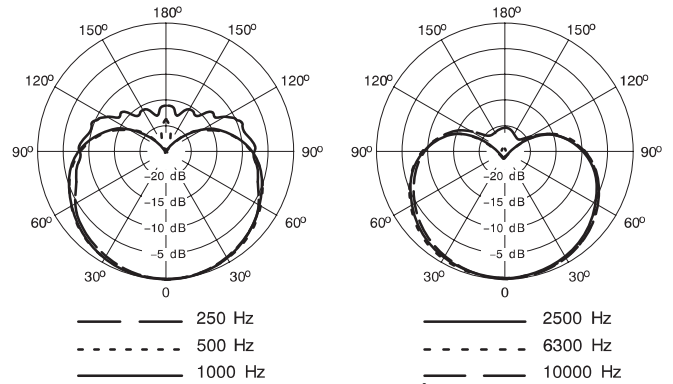 180° 180°
150° 150° 150° 150°
120° 120° 120° 120°
90° 90° 90° 90°
–20 dB –20 dB
–15 dB –15 dB
60° 60° 60° 60°
–10 dB –10 dB
–5 dB –5 dB
30° 30° 30° 30°
0 0
250 Hz 2500 Hz
500 Hz 6300 Hz
1000 Hz 10000 Hz